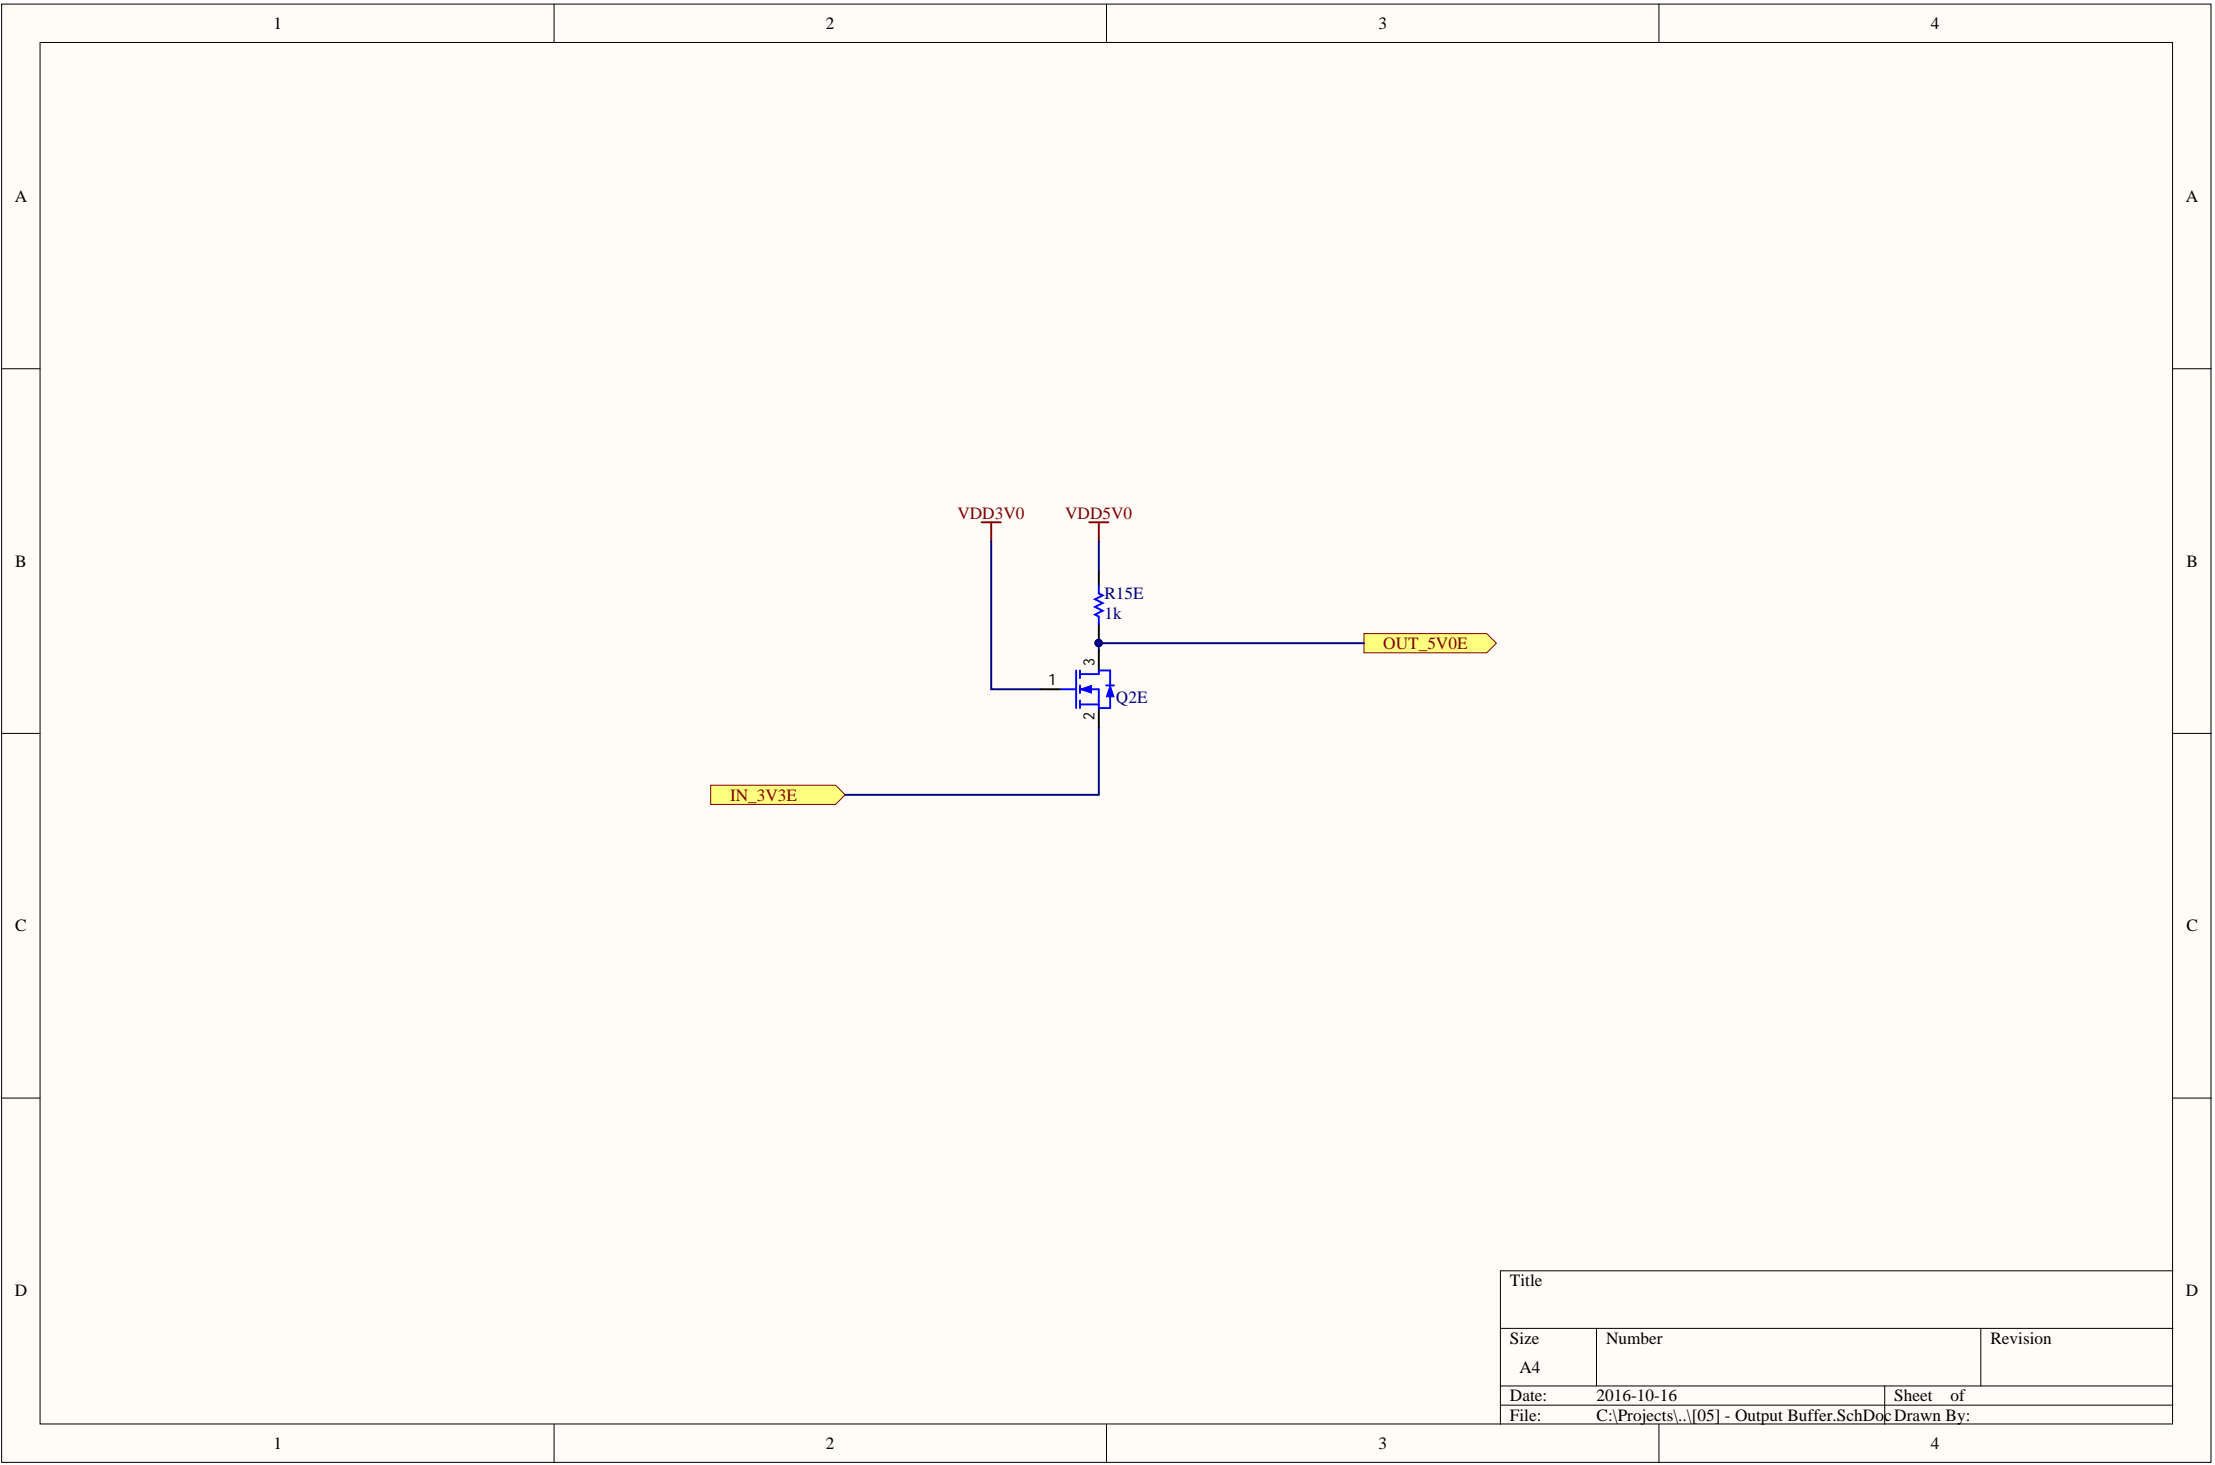 1 2 3 4
A A
VDD3V0 VDD5V0
B B
R15E
1k
OUT_5V0E
3
1
Q2E
2
IN_3V3E
C C
Title
D D
Size Number Revision
A4
Date: 2016-10-16 Sheet of
File: C:\Projects\..\[05] - Output Buffer.SchDoc Drawn By:
1 2 3 4